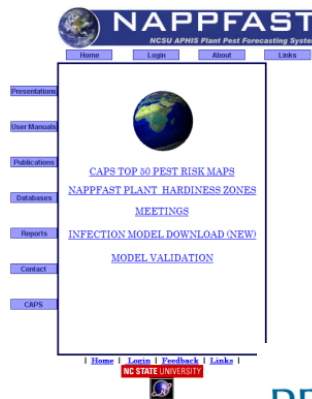 NAPPFAST
NCSU APHIS Plant Pest Forecasting Syste
Home Login About Links
Presentations
User Manuals
Publications
Databases
Reports
Contact
CAPS
CAPS TOP 50 PEST RISK MAPS
NAPPFAST PLANT HARDINESS ZONES
MEETINGS
INFECTION MODEL DOWNLOAD (NEW)
MODEL VALIDATION
| Home | Login | Feedback | Links |
NC STATE UNIVERSITY